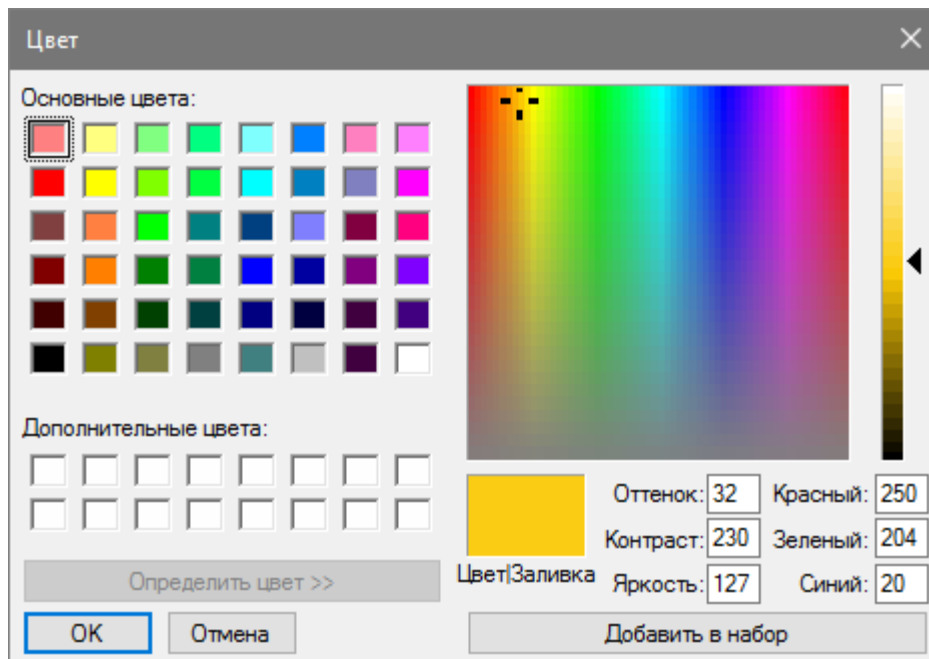 Цвет
Основные цвета:
Дополнительные цвета:
Определить цвет >>
OK
Отмена
Цвет|Заливка
Оттенок: 32
Контраст: 230
Яркость: 127
Красный: 250
Зеленый: 204
Синий: 20
Добавить в набор